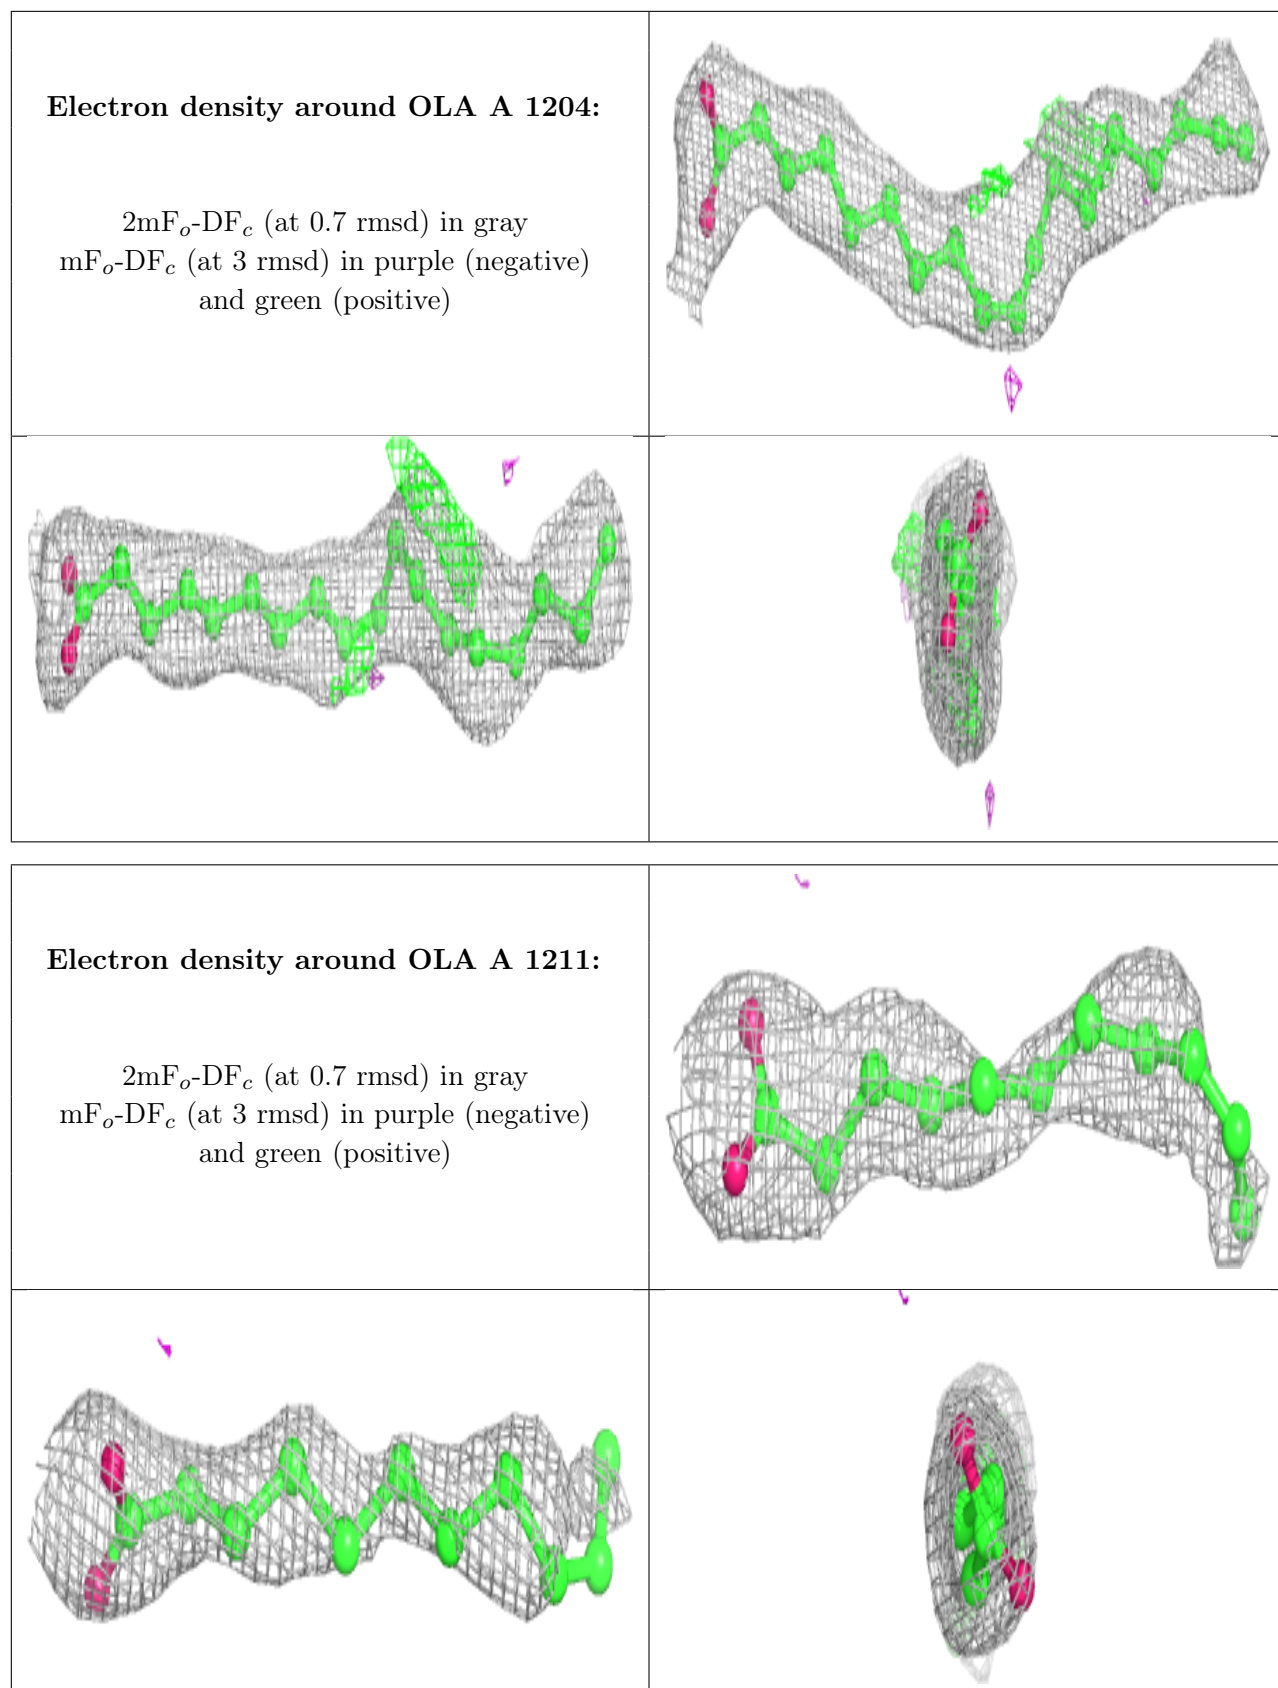 Electron density around OLA A 1204:
2mFₒ-DF𝒸 (at 0.7 rmsd) in gray
mFₒ-DF𝒸 (at 3 rmsd) in purple (negative)
and green (positive)
Electron density around OLA A 1211:
2mFₒ-DF𝒸 (at 0.7 rmsd) in gray
mFₒ-DF𝒸 (at 3 rmsd) in purple (negative)
and green (positive)